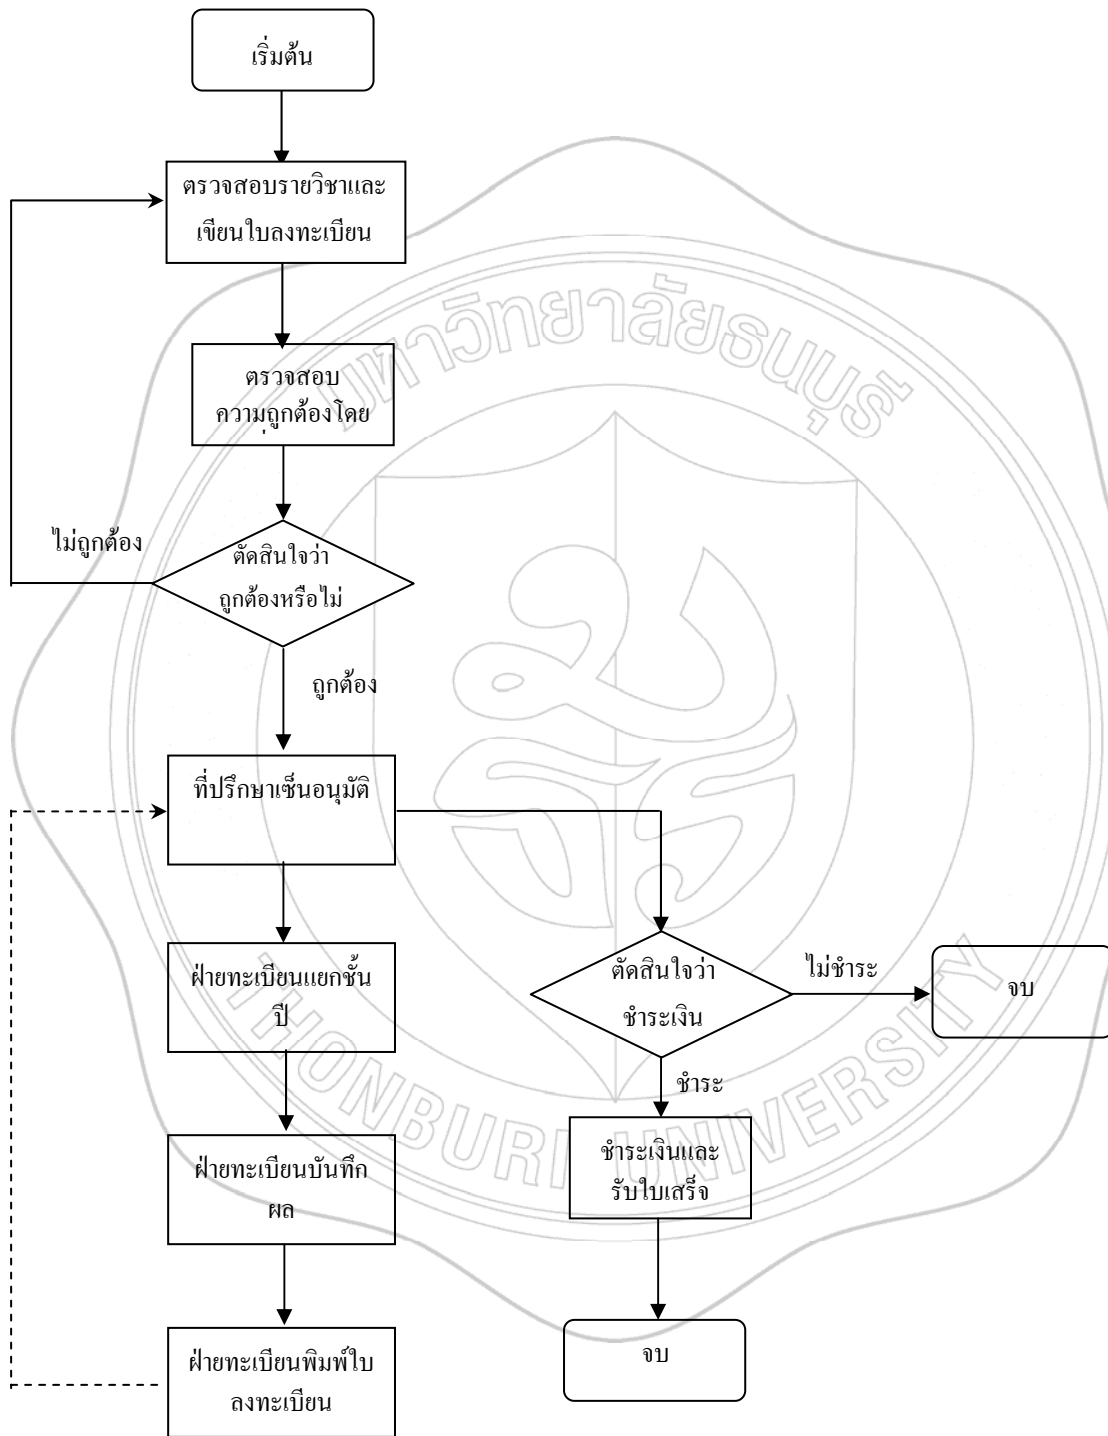 เริ่มต้น
ตรวจสอบรายวิชาและ
เขียนใบลงทะเบียน
มหาวิทยาลัยธนบุรี
ตรวจสอบ
ความถูกต้องโดย
ไม่ถูกต้อง
ตัดสินใจว่า
ถูกต้องหรือไม่
ถูกต้อง
ที่ปรึกษาเซ็นอนุมัติ
ฝ่ายทะเบียนแยกชั้น
ปี
ตัดสินใจว่า
ชำระเงิน
ไม่ชำระ
จบ
ชำระ
THONBURI UNIVERSITY
ฝ่ายทะเบียนบันทึก
ผล
ชำระเงินและ
รับใบเสร็จ
ฝ่ายทะเบียนพิมพ์ใบ
ลงทะเบียน
จบ